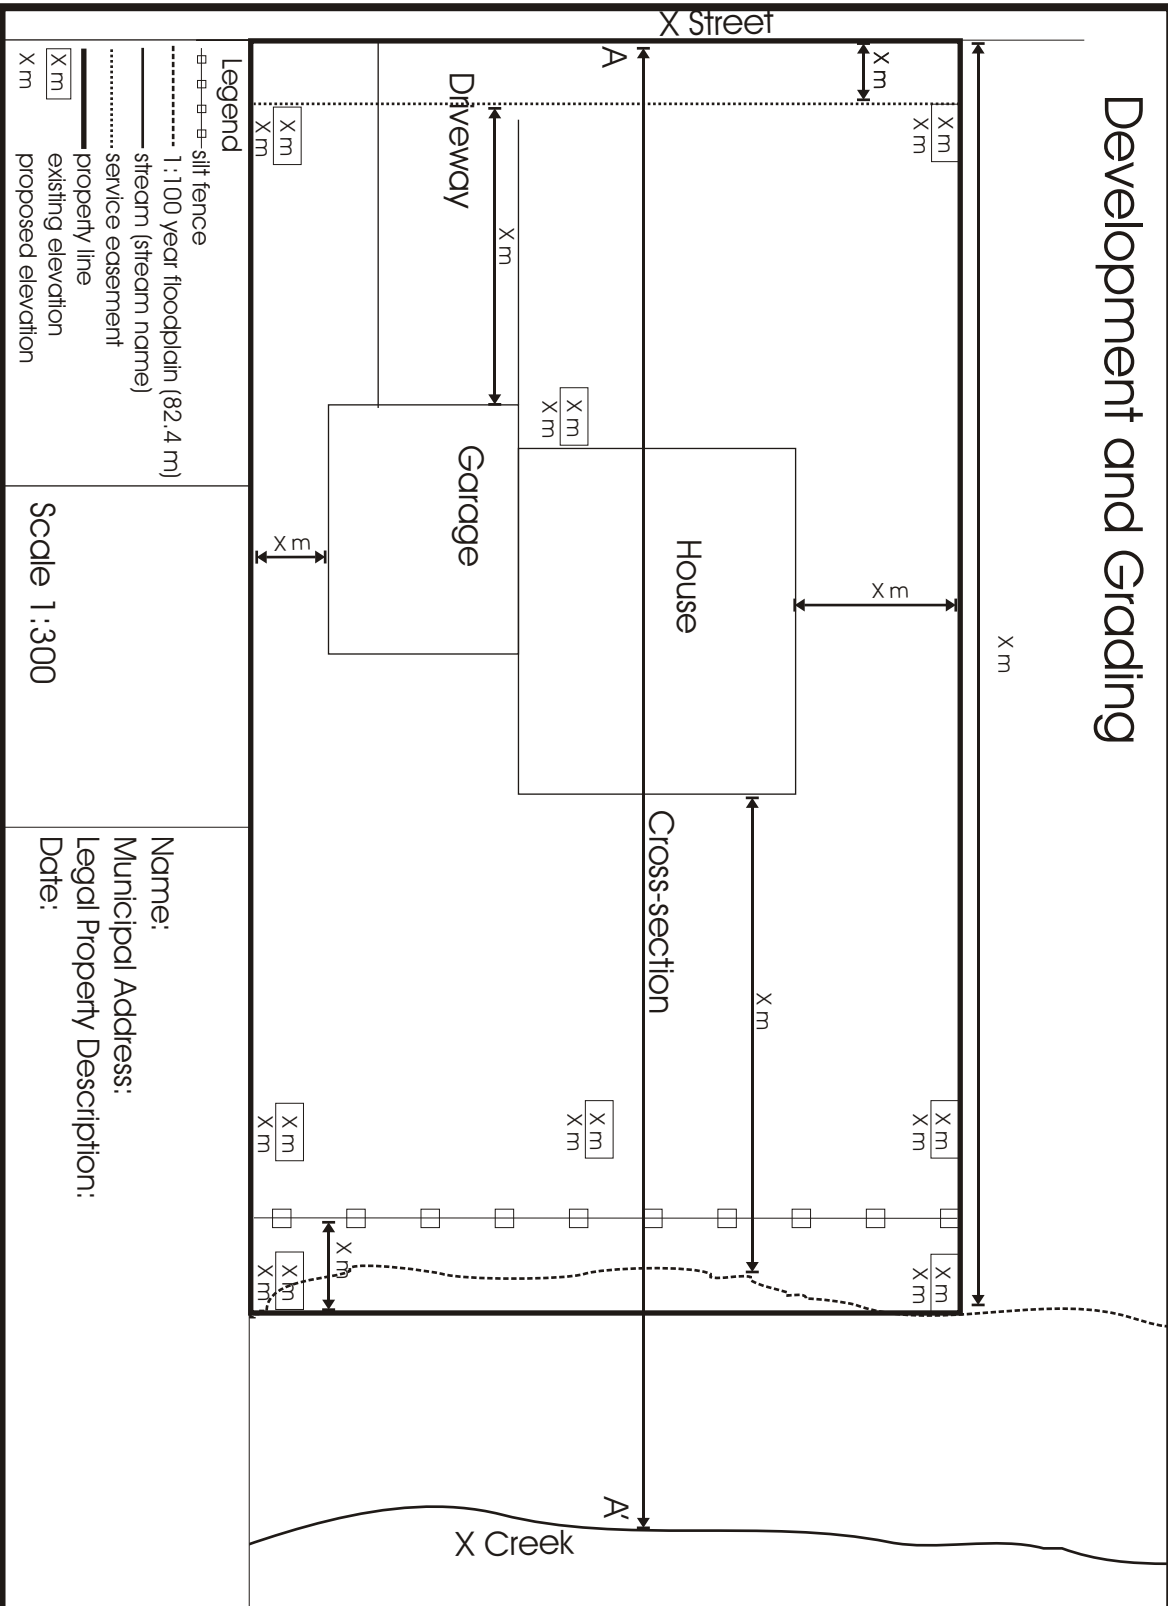 Development and Grading
X Street
A
X m
X m
X m
X m
X m
X m
Driveway
X m
X m
X m
Garage
House
X m
X m
X m
Cross-section
X m
X m
X m
X m
X m
X m
X m
X m
X m
X m
X m
X m
A'
X Creek
Legend
silt fence
1:100 year floodplain (82.4 m)
stream (stream name)
service easement
property line
X m existing elevation
X m proposed elevation
Scale 1:300
Name:
Municipal Address:
Legal Property Description:
Date: